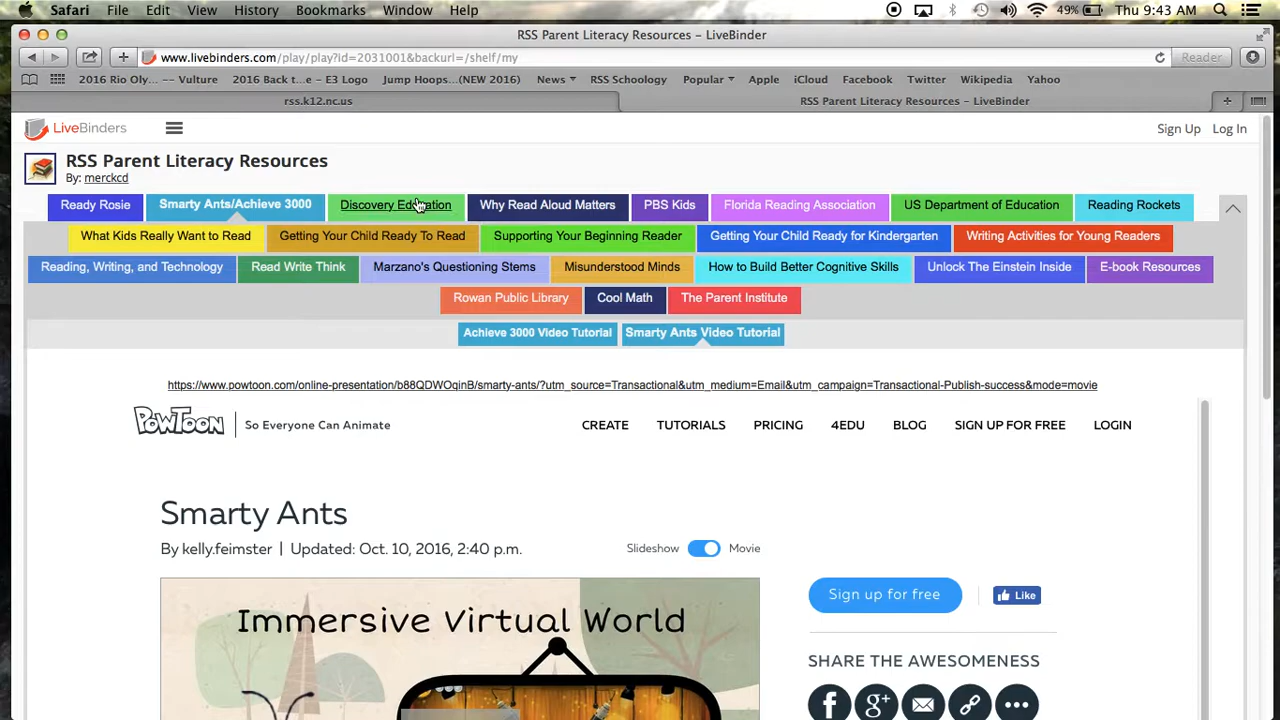 Safari File Edit View History Bookmarks Window Help 49% Thu 9:43 AM
RSS Parent Literacy Resources – LiveBinder
www.livebinders.com/play/play?id=2031001&backurl=/shelf/my Reader
2016 Rio Oly... -- Vulture 2016 Back t... - E3 Logo Jump Hoops...(NEW 2016) News RSS Schoology Popular Apple iCloud Facebook Twitter Wikipedia Yahoo
rss.k12.nc.us RSS Parent Literacy Resources – LiveBinder
LiveBinders Sign Up Log In
RSS Parent Literacy Resources
By: merckcd
Ready Rosie Smarty Ants/Achieve 3000 Discovery Education Why Read Aloud Matters PBS Kids Florida Reading Association US Department of Education Reading Rockets
What Kids Really Want to Read Getting Your Child Ready To Read Supporting Your Beginning Reader Getting Your Child Ready for Kindergarten Writing Activities for Young Readers
Reading, Writing, and Technology Read Write Think Marzano's Questioning Stems Misunderstood Minds How to Build Better Cognitive Skills Unlock The Einstein Inside E-book Resources
Rowan Public Library Cool Math The Parent Institute
Achieve 3000 Video Tutorial Smarty Ants Video Tutorial
https://www.powtoon.com/online-presentation/b88QDWOqinB/smarty-ants/?utm_source=Transactional&utm_medium=Email&utm_campaign=Transactional-Publish-success&mode=movie
POWTOON So Everyone Can Animate CREATE TUTORIALS PRICING 4EDU BLOG SIGN UP FOR FREE LOGIN
Smarty Ants
By kelly.feimster | Updated: Oct. 10, 2016, 2:40 p.m. Slideshow Movie
Sign up for free Like
Immersive Virtual World
SHARE THE AWESOMENESS